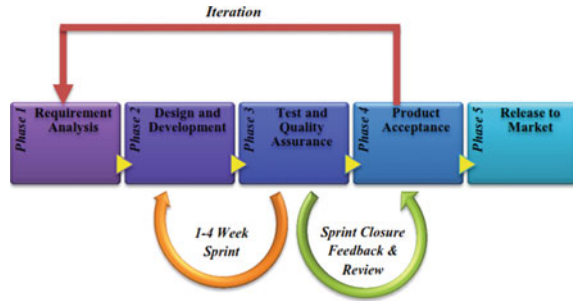 Iteration
Phase 1
Requirement
Analysis
Phase 2
Design and
Development
Phase 3
Test and
Quality
Assurance
Phase 4
Product
Acceptance
Phase 5
Release to
Market
1-4 Week
Sprint
Sprint Closure
Feedback &
Review